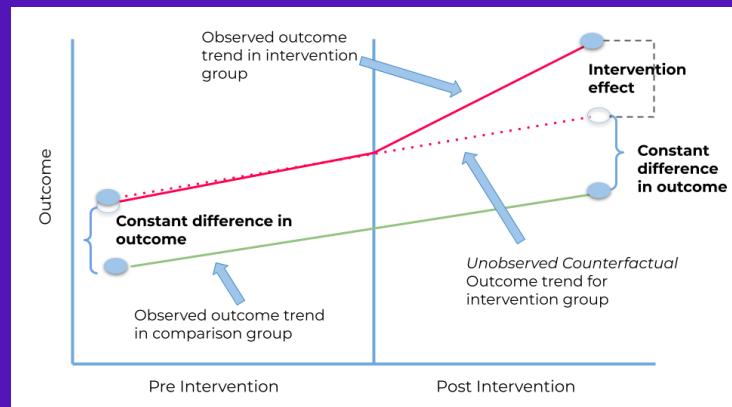 Observed outcome
trend in intervention
group
Intervention
effect
Constant
difference
in outcome
Outcome
Constant difference in
outcome
Unobserved Counterfactual
Outcome trend for
intervention group
Observed outcome trend
in comparison group
Pre Intervention
Post Intervention